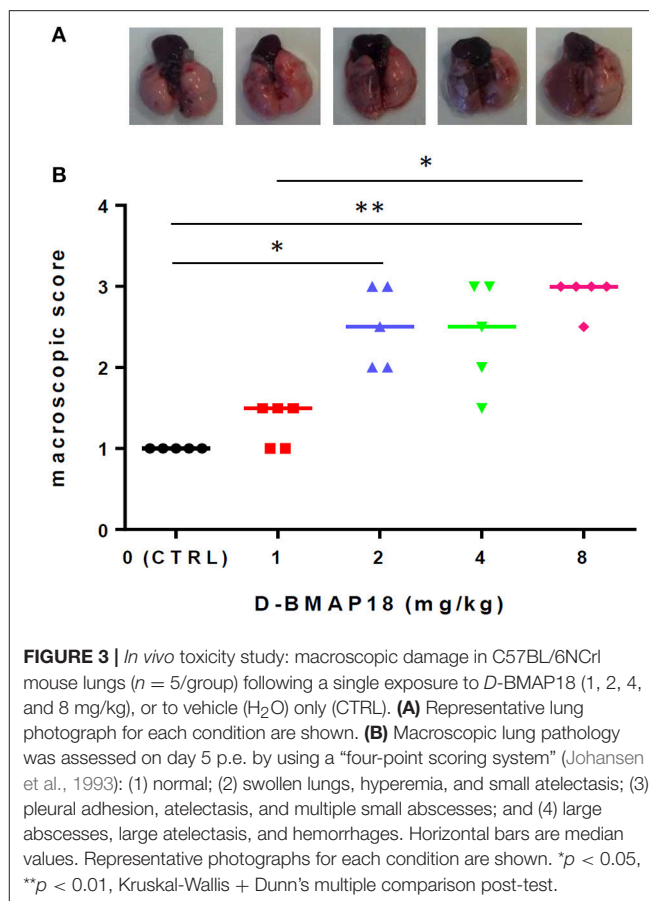 A
B
*
**
*
4
3
2
1
0
macroscopic score
0 (CTRL) 1 2 4 8
D-BMAP18 (mg/kg)
FIGURE 3 | In vivo toxicity study: macroscopic damage in C57BL/6NCrl
mouse lungs (n = 5/group) following a single exposure to D-BMAP18 (1, 2, 4,
and 8 mg/kg), or to vehicle (H₂O) only (CTRL). (A) Representative lung
photograph for each condition are shown. (B) Macroscopic lung pathology
was assessed on day 5 p.e. by using a “four-point scoring system” (Johansen
et al., 1993): (1) normal; (2) swollen lungs, hyperemia, and small atelectasis; (3)
pleural adhesion, atelectasis, and multiple small abscesses; and (4) large
abscesses, large atelectasis, and hemorrhages. Horizontal bars are median
values. Representative photographs for each condition are shown. *p < 0.05,
**p < 0.01, Kruskal-Wallis + Dunn’s multiple comparison post-test.